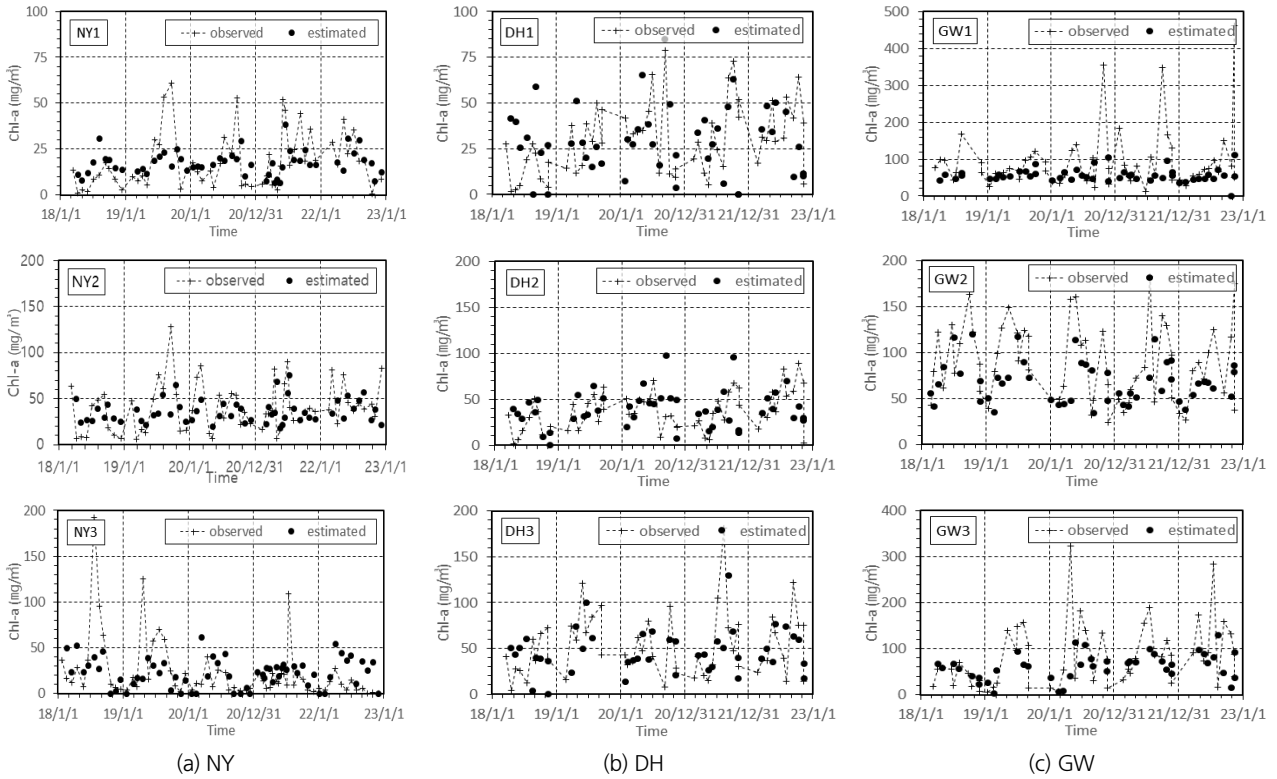 NY1 observed estimated
Chl-a (mg/㎥)
100
75
50
25
0
18/1/1 19/1/1 20/1/1 20/12/31 22/1/1 23/1/1
Time
DH1 observed estimated
Chl-a (mg/㎥)
100
75
50
25
0
18/1/1 19/1/1 20/1/1 20/12/31 21/12/31 23/1/1
Time
GW1 observed estimated
Chl-a (mg/㎥)
500
400
300
200
100
0
18/1/1 19/1/1 20/1/1 20/12/31 21/12/31 23/1/1
Time
NY2 observed estimated
Chl-a (mg/㎥)
200
150
100
50
0
18/1/1 19/1/1 20/1/1 20/12/31 22/1/1 23/1/1
Time
DH2 observed estimated
Chl-a (mg/㎥)
200
150
100
50
0
18/1/1 19/1/1 20/1/1 20/12/31 21/12/31 23/1/1
Time
GW2 observed estimated
Chl-a (mg/㎥)
200
150
100
50
0
18/1/1 19/1/1 20/1/1 20/12/31 21/12/31 23/1/1
Time
NY3 observed estimated
Chl-a (mg/㎥)
200
150
100
50
0
18/1/1 19/1/1 20/1/1 20/12/31 22/1/1 23/1/1
Time
DH3 observed estimated
Chl-a (mg/㎥)
200
150
100
50
0
18/1/1 19/1/1 20/1/1 20/12/31 21/12/31 23/1/1
Time
GW3 observed estimated
Chl-a (mg/㎥)
400
300
200
100
0
18/1/1 19/1/1 20/1/1 20/12/31 21/12/31 23/1/1
Time
(a) NY
(b) DH
(c) GW